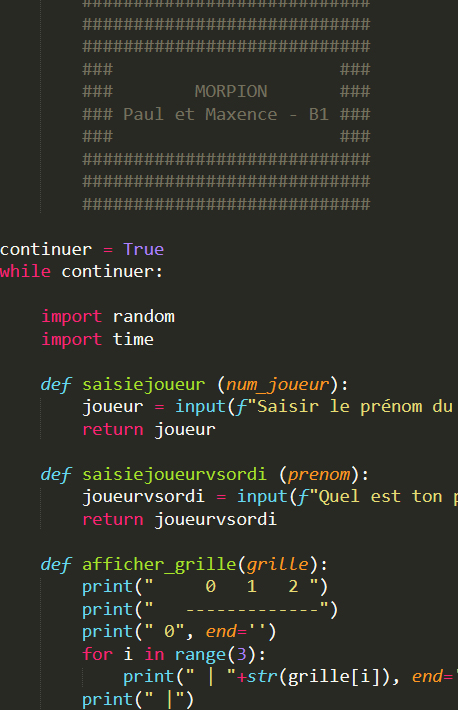 ############################
############################
############################
###                      ###
###        MORPION       ###
### Paul et Maxence - B1 ###
###                      ###
############################
############################
############################
continuer = True
while continuer:
    import random
    import time
    def saisiejoueur (num_joueur):
        joueur = input(f"Saisir le prénom du
        return joueur
    def saisiejoueurvsordi (prenom):
        joueurvsordi = input(f"Quel est ton p
        return joueurvsordi
    def afficher_grille(grille):
        print("     0   1   2 ")
        print("   -------------")
        print(" 0", end='')
        for i in range(3):
            print(" | "+str(grille[i]), end='
        print(" |")